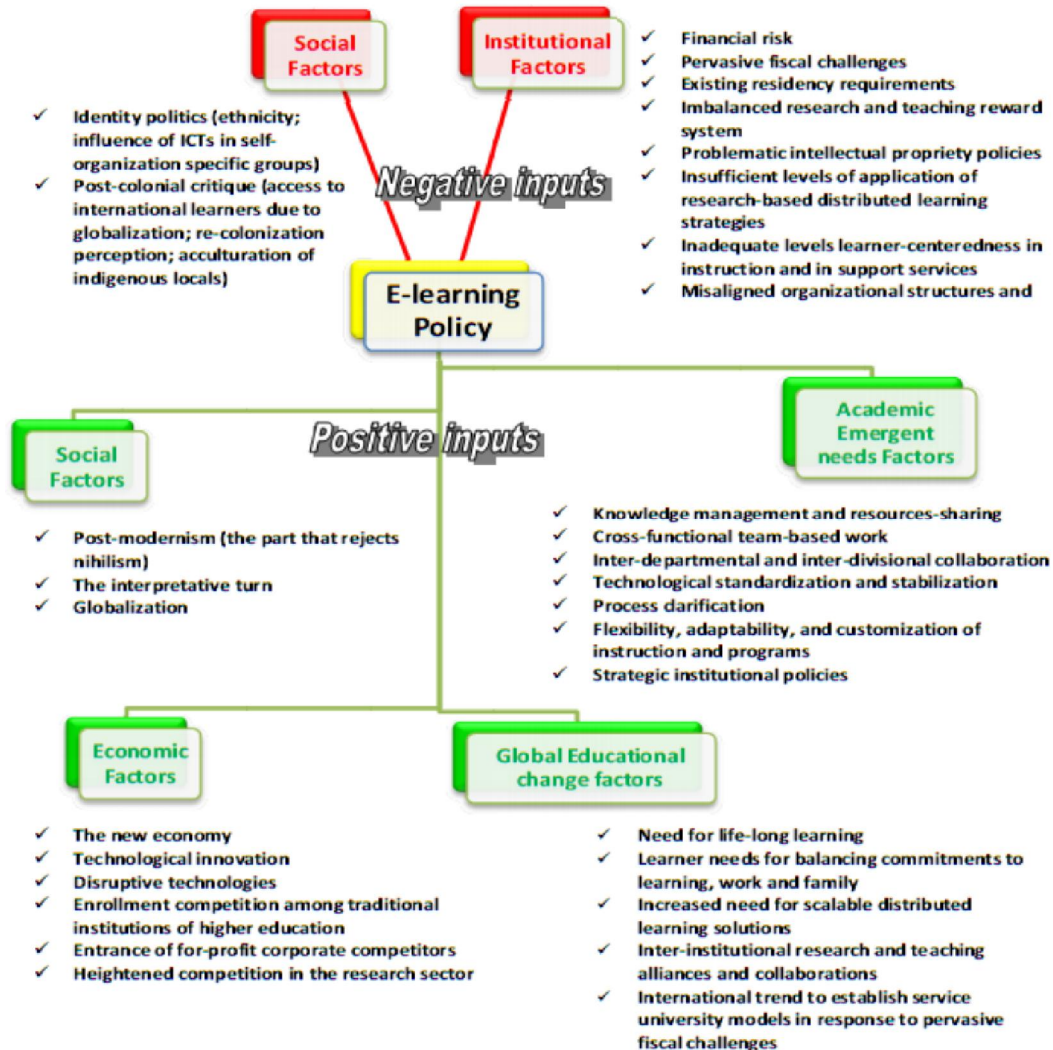 Social
Factors
Institutional
Factors
✓ Financial risk
✓ Pervasive fiscal challenges
✓ Existing residency requirements
✓ Imbalanced research and teaching reward
system
✓ Problematic intellectual propriety policies
✓ Insufficient levels of application of
research-based distributed learning
strategies
✓ Inadequate levels learner-centeredness in
instruction and in support services
✓ Misaligned organizational structures and
✓ Identity politics (ethnicity;
influence of ICTs in self-
organization specific groups)
✓ Post-colonial critique (access to
international learners due to
globalization; re-colonization
perception; acculturation of
indigenous locals)
Negative inputs
E-learning
Policy
Positive inputs
Social
Factors
✓ Post-modernism (the part that rejects
nihilism)
✓ The interpretative turn
✓ Globalization
Academic
Emergent
needs Factors
✓ Knowledge management and resources-sharing
✓ Cross-functional team-based work
✓ Inter-departmental and inter-divisional collaboration
✓ Technological standardization and stabilization
✓ Process clarification
✓ Flexibility, adaptability, and customization of
instruction and programs
✓ Strategic institutional policies
Economic
Factors
✓ The new economy
✓ Technological innovation
✓ Disruptive technologies
✓ Enrollment competition among traditional
institutions of higher education
✓ Entrance of for-profit corporate competitors
✓ Heightened competition in the research sector
Global Educational
change factors
✓ Need for life-long learning
✓ Learner needs for balancing commitments to
learning, work and family
✓ Increased need for scalable distributed
learning solutions
✓ Inter-institutional research and teaching
alliances and collaborations
✓ International trend to establish service
university models in response to pervasive
fiscal challenges